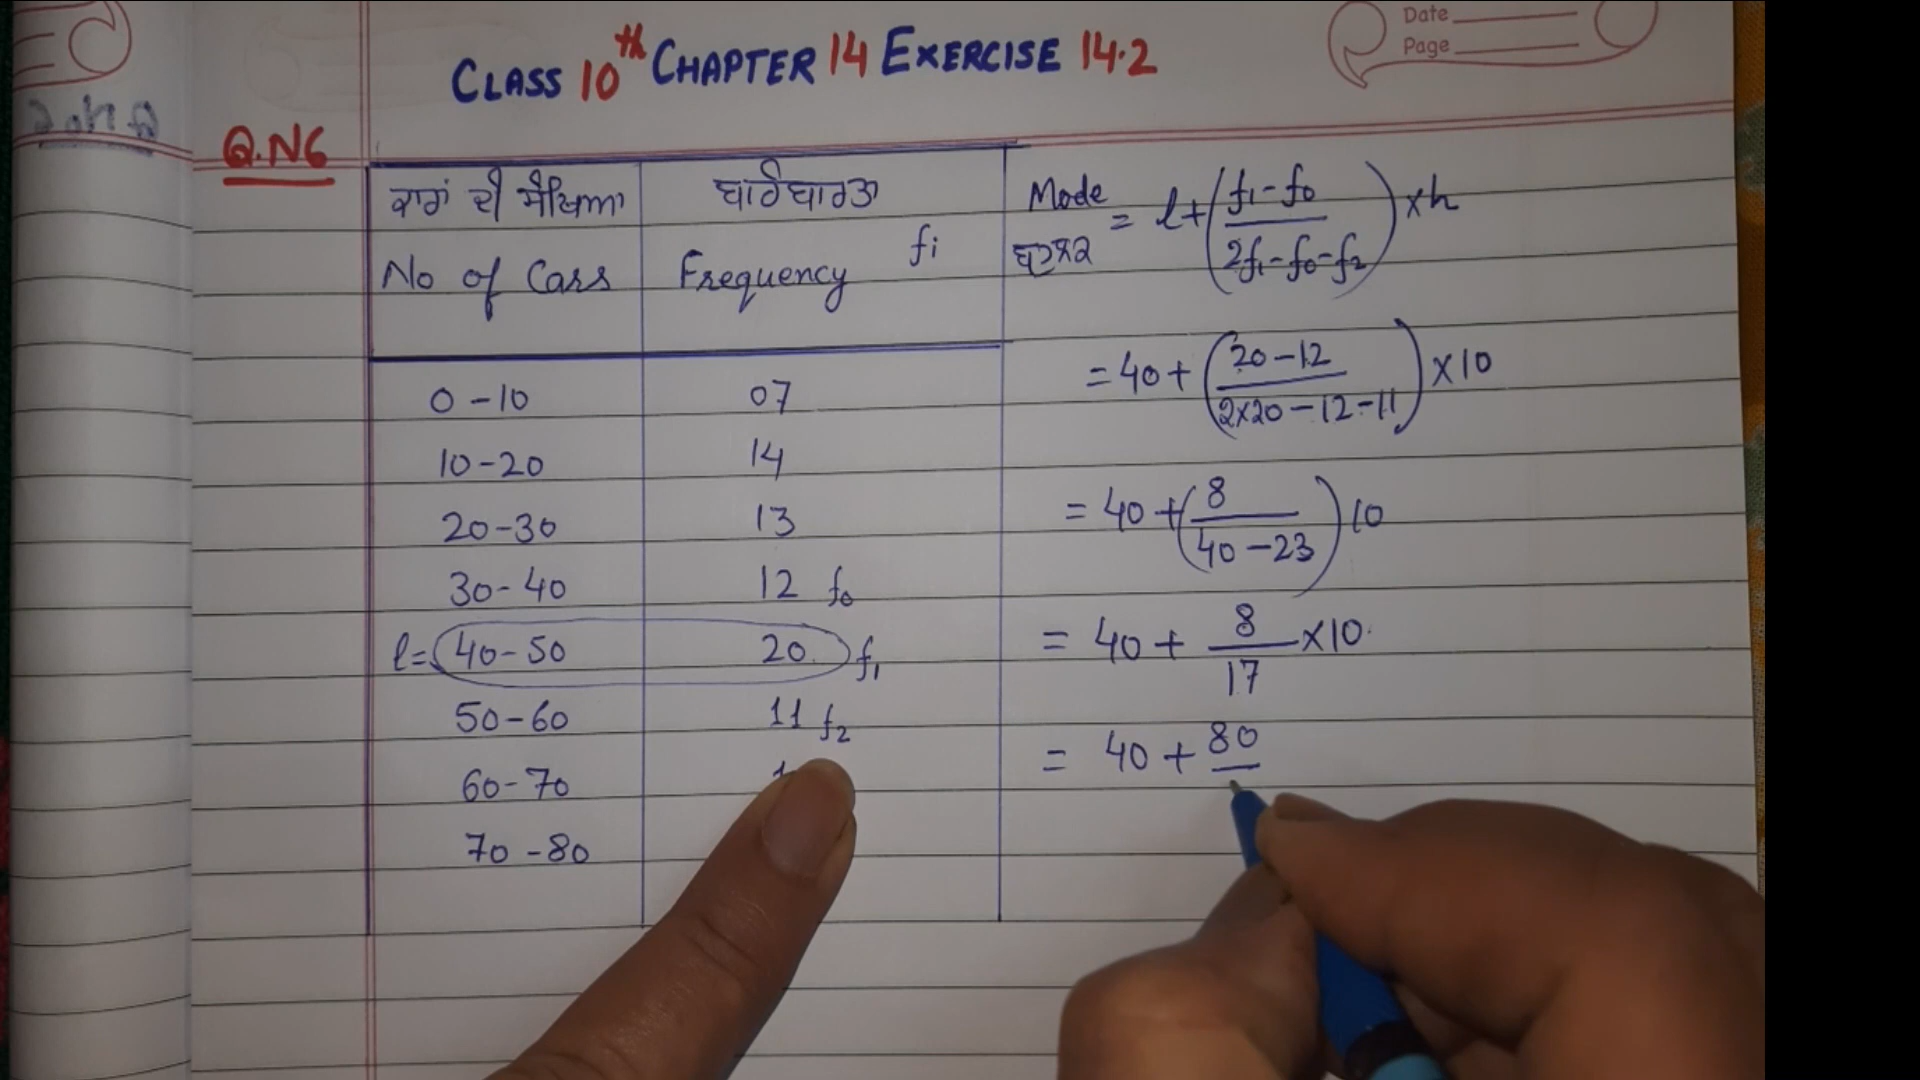 Date
Page
CLASS 10th CHAPTER 14 EXERCISE 14.2
Q.N6
ਕਾਰਾਂ ਦੀ ਸੰਖਿਆ
No of Cars
ਬਾਰੰਬਾਰਤਾ
Frequency fi
0-10 07
10-20 14
20-30 13
30-40 12 f0
l= 40-50 20 f1
50-60 11 f2
60-70
70-80
Mode
ਬਹੁਲਕ = l+(f1-f0/2f1-f0-f2)×h
= 40+(20-12/2×20-12-11)×10
= 40+(8/40-23)10
= 40+ 8/17 ×10
= 40+ 80